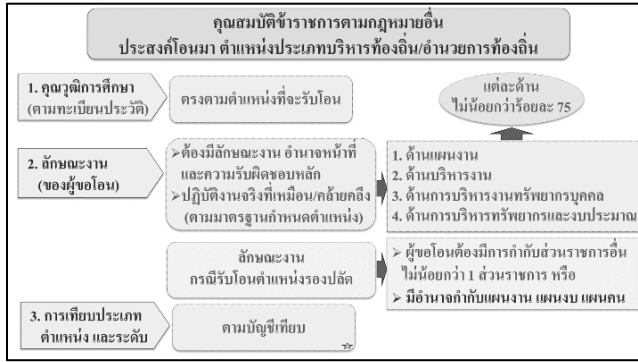 คุณสมบัติข้าราชการตามกฎหมายอื่น
ประสงค์โอนมา ตำแหน่งประเภทบริหารท้องถิ่น/อำนวยการท้องถิ่น
1. คุณวุฒิการศึกษา
(ตามทะเบียนประวัติ)
ตรงตามตำแหน่งที่จะรับโอน
แต่ละด้าน
ไม่น้อยกว่าร้อยละ 75
2. ลักษณะงาน
(ของผู้ขอโอน)
➢ต้องมีลักษณะงาน อำนาจหน้าที่
และความรับผิดชอบหลัก
➢ปฏิบัติงานจริงที่เหมือน/คล้ายคลึง
(ตามมาตรฐานกำหนดตำแหน่ง)
1. ด้านแผนงาน
2. ด้านบริหารงาน
3. ด้านการบริหารงานทรัพยากรบุคคล
4. ด้านการบริหารทรัพยากรและงบประมาณ
ลักษณะงาน
กรณีรับโอนตำแหน่งรองปลัด
➢ ผู้ขอโอนต้องมีการกำกับส่วนราชการอื่น
ไม่น้อยกว่า 1 ส่วนราชการ หรือ
➢ มีอำนาจกำกับแผนงาน แผนงบ แผนคน
3. การเทียบประเภท
ตำแหน่ง และระดับ
ตามบัญชีเทียบ